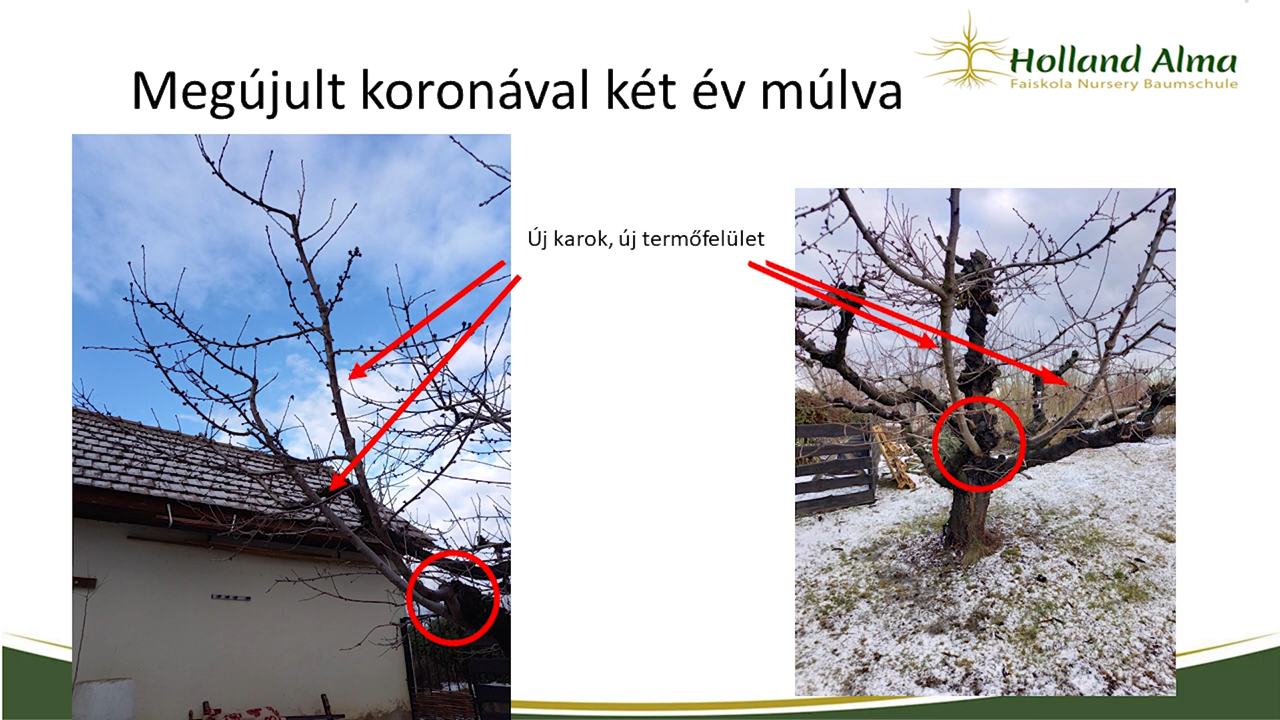 Holland Alma
Faiskola Nursery Baumschule
Megújult koronával két év múlva
Új karok, új termőfelület